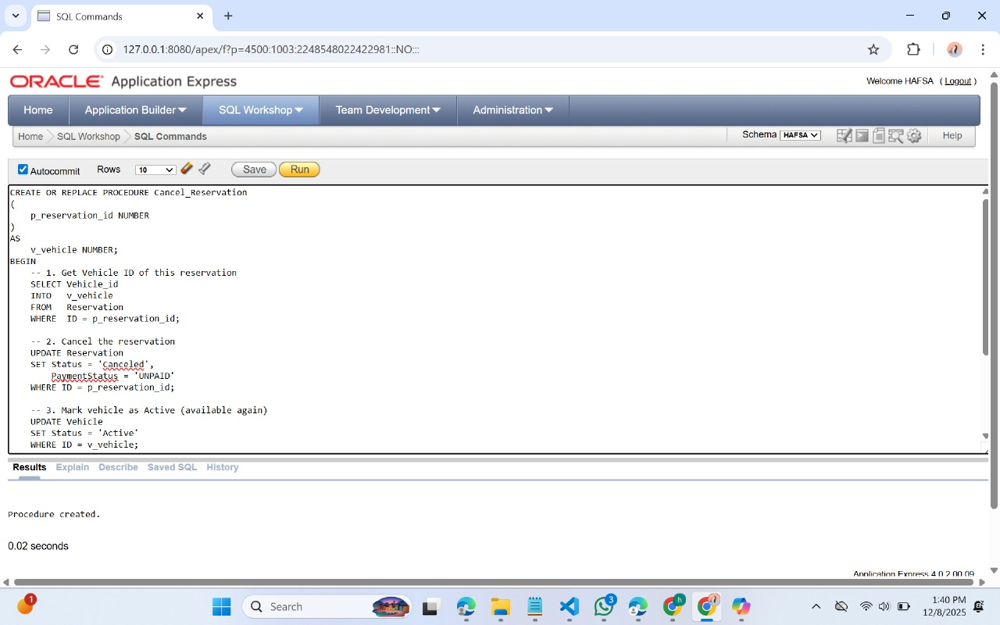 SQL Commands
127.0.0.1:8080/apex/f?p=4500:1003:2248548022422981::NO:::
ORACLE Application Express
Welcome HAFSA ( Logout )
Home Application Builder SQL Workshop Team Development Administration
Home SQL Workshop SQL Commands Schema HAFSA Help
Autocommit Rows 10 Save Run
CREATE OR REPLACE PROCEDURE Cancel_Reservation
(
    p_reservation_id NUMBER
)
AS
    v_vehicle NUMBER;
BEGIN
    -- 1. Get Vehicle ID of this reservation
    SELECT Vehicle_id
    INTO   v_vehicle
    FROM   Reservation
    WHERE  ID = p_reservation_id;
    -- 2. Cancel the reservation
    UPDATE Reservation
    SET Status = 'Canceled',
        PaymentStatus = 'UNPAID'
    WHERE ID = p_reservation_id;
    -- 3. Mark vehicle as Active (available again)
    UPDATE Vehicle
    SET Status = 'Active'
    WHERE ID = v_vehicle;
Results Explain Describe Saved SQL History
Procedure created.
0.02 seconds
Application Express 4.0.2.00.09
1
Search
h
3
1:40 PM
12/8/2025